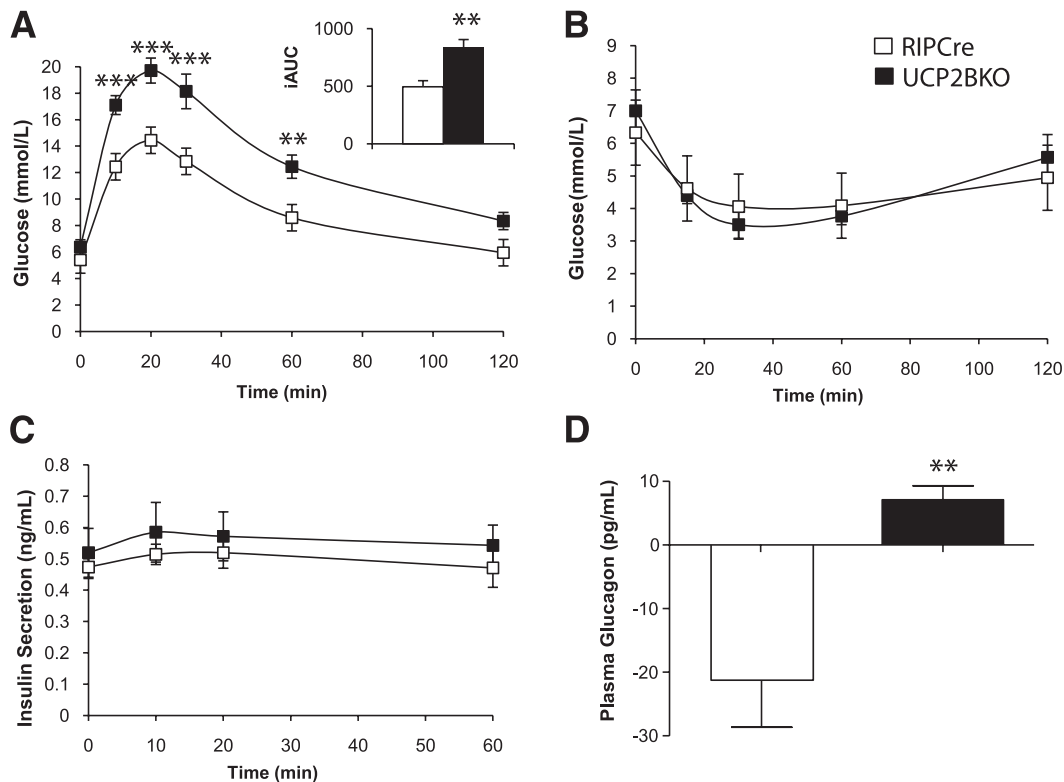 A
***
***
***
**
Glucose (mmol/L)
20
18
16
14
12
10
8
6
4
2
0
0 20 40 60 80 100 120
Time (min)
iAUC
1000
500
0
**
B
RIPCre
UCP2BKO
Glucose (mmol/L)
9
8
7
6
5
4
3
2
1
0
0 20 40 60 80 100 120
Time (min)
C
Insulin Secretion (ng/mL)
0.8
0.7
0.6
0.5
0.4
0.3
0.2
0.1
0
0 10 20 30 40 50 60
Time (min)
D
Plasma Glucagon (pg/mL)
10
0
-10
-20
-30
**